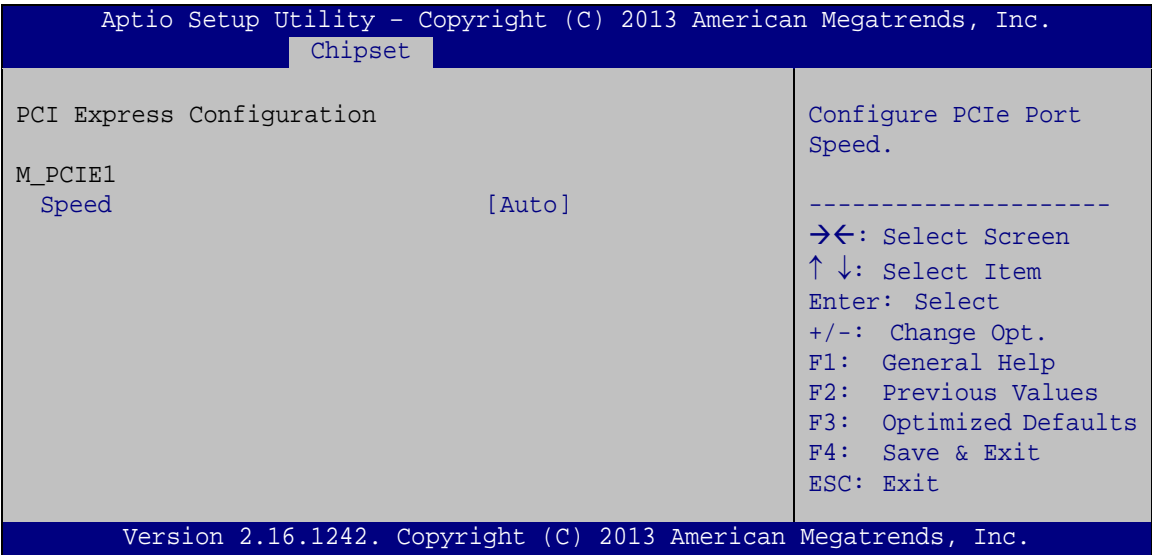 Aptio Setup Utility – Copyright (C) 2013 American Megatrends, Inc.
Chipset
PCI Express Configuration
M_PCIE1
Speed [Auto]
Configure PCIe Port
Speed.
---------------------
→←: Select Screen
↑ ↓: Select Item
Enter: Select
+/-: Change Opt.
F1: General Help
F2: Previous Values
F3: Optimized Defaults
F4: Save & Exit
ESC: Exit
Version 2.16.1242. Copyright (C) 2013 American Megatrends, Inc.